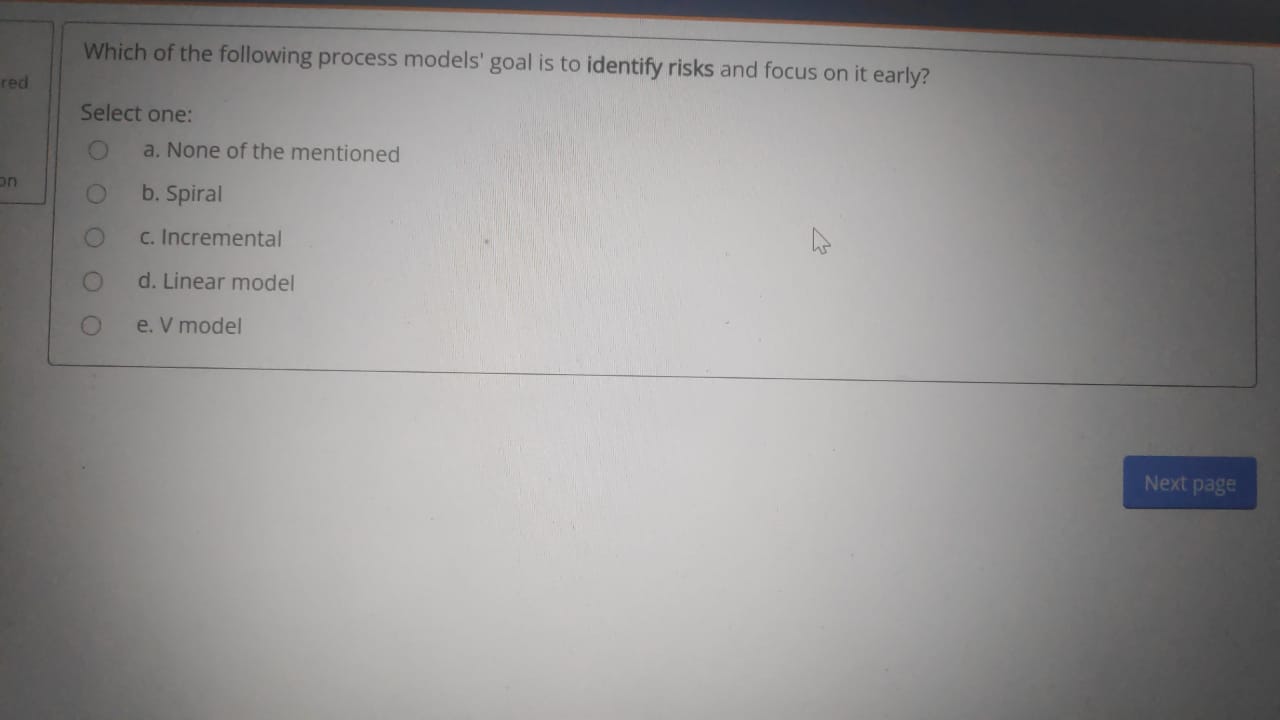 Which of the following process models' goal is to identify risks and focus on it early?
red
Select one:
a. None of the mentioned
on
b. Spiral
c. Incremental
d. Linear model
e. V model
Next page